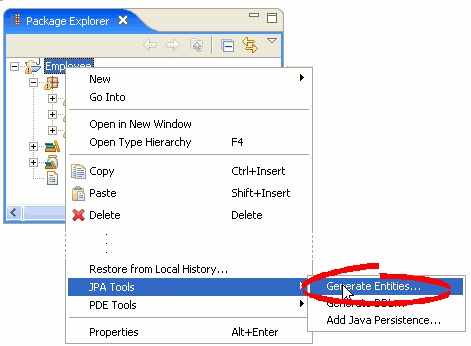 Package Explorer
Employee
New
Go Into
Open in New Window
Open Type Hierarchy F4
Copy Ctrl+Insert
Paste Shift+Insert
Delete Delete
.
.
Restore from Local History...
JPA Tools
PDE Tools
Properties Alt+Enter
Generate Entities...
Generate DDL...
Add Java Persistence...